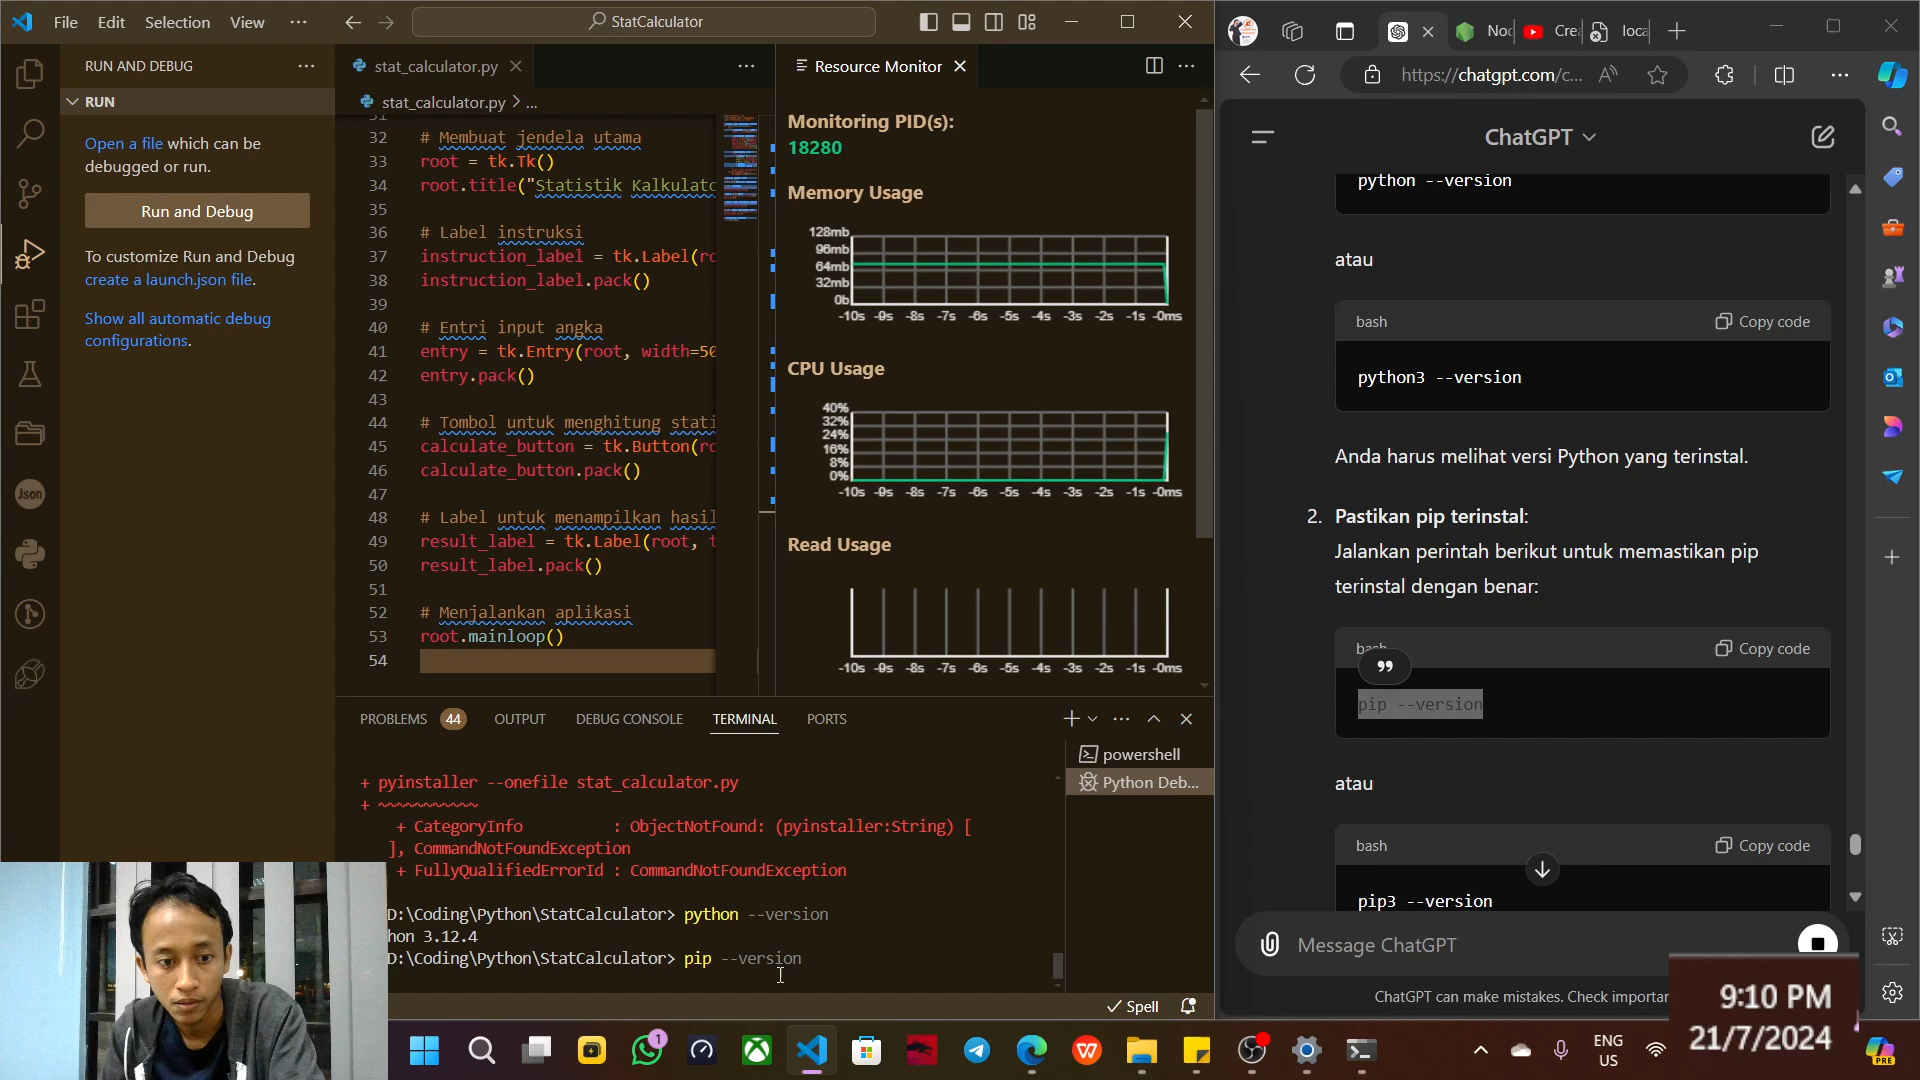 File Edit Selection View ···
StatCalculator
RUN AND DEBUG ···
RUN
Open a file which can be
debugged or run.
Run and Debug
To customize Run and Debug
create a launch.json file.
Show all automatic debug
configurations.
Json
stat_calculator.py
stat_calculator.py > ...
32 # Membuat jendela utama
33 root = tk.Tk()
34 root.title("Statistik Kalkulato
35
36 # Label instruksi
37 instruction_label = tk.Label(ro
38 instruction_label.pack()
39
40 # Entri input angka
41 entry = tk.Entry(root, width=50
42 entry.pack()
43
44 # Tombol untuk menghitung stati
45 calculate_button = tk.Button(ro
46 calculate_button.pack()
47
48 # Label untuk menampilkan hasil
49 result_label = tk.Label(root, t
50 result_label.pack()
51
52 # Menjalankan aplikasi
53 root.mainloop()
54
Resource Monitor
Monitoring PID(s):
18280
Memory Usage
128mb
96mb
64mb
32mb
0b
-10s -9s -8s -7s -6s -5s -4s -3s -2s -1s -0ms
CPU Usage
40%
32%
24%
16%
8%
0%
-10s -9s -8s -7s -6s -5s -4s -3s -2s -1s -0ms
Read Usage
-10s -9s -8s -7s -6s -5s -4s -3s -2s -1s -0ms
PROBLEMS 44 OUTPUT DEBUG CONSOLE TERMINAL PORTS
powershell
Python Deb...
+ pyinstaller --onefile stat_calculator.py
+ ~~~~~~~~~~~
+ CategoryInfo : ObjectNotFound: (pyinstaller:String) [
], CommandNotFoundException
+ FullyQualifiedErrorId : CommandNotFoundException
D:\Coding\Python\StatCalculator> python --version
hon 3.12.4
D:\Coding\Python\StatCalculator> pip --version
Spell
Noc
Cre
loca
https://chatgpt.com/c...
ChatGPT
python --version
atau
bash Copy code
python3 --version
Anda harus melihat versi Python yang terinstal.
2. Pastikan pip terinstal:
Jalankan perintah berikut untuk memastikan pip
terinstal dengan benar:
bash Copy code
pip --version
atau
bash Copy code
pip3 --version
Message ChatGPT
ChatGPT can make mistakes. Check importan
1
ENG
US
9:10 PM
21/7/2024
PRE